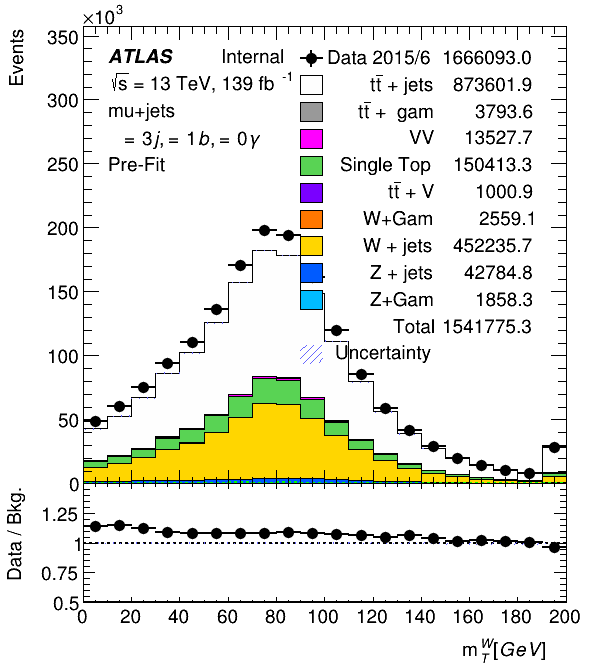 ×10³
Events
350
300
250
200
150
100
50
0
ATLAS Internal
√s = 13 TeV, 139 fb⁻¹
mu+jets
= 3j, = 1b, = 0γ
Pre-Fit
Data 2015/6 1666093.0
tt̄ + jets 873601.9
tt̄ + gam 3793.6
VV 13527.7
Single Top 150413.3
tt̄ + V 1000.9
W+Gam 2559.1
W + jets 452235.7
Z + jets 42784.8
Z+Gam 1858.3
Total 1541775.3
Uncertainty
Data / Bkg.
1.25
1
0.75
0.5
0 20 40 60 80 100 120 140 160 180 200
m_T^W[GeV]